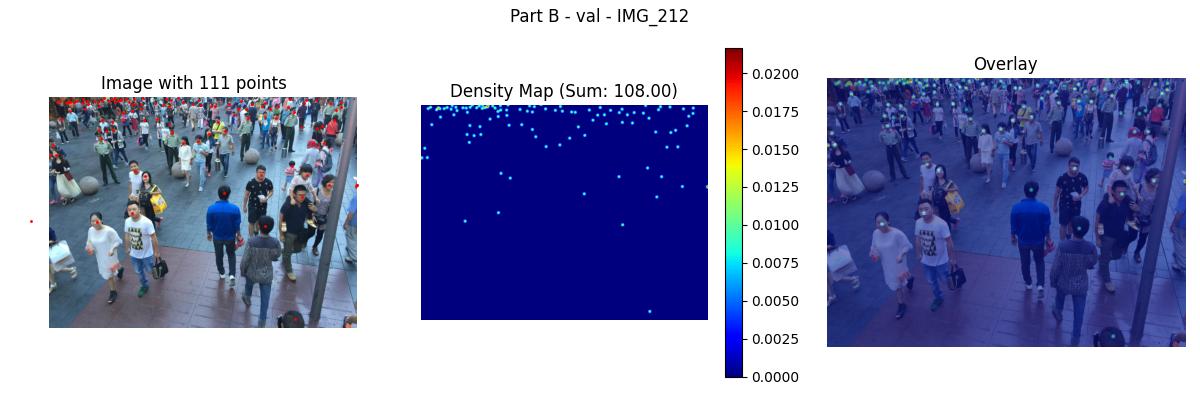 Part B - val - IMG_212
Image with 111 points
Density Map (Sum: 108.00)
Overlay
0.0200
0.0175
0.0150
0.0125
0.0100
0.0075
0.0050
0.0025
0.0000